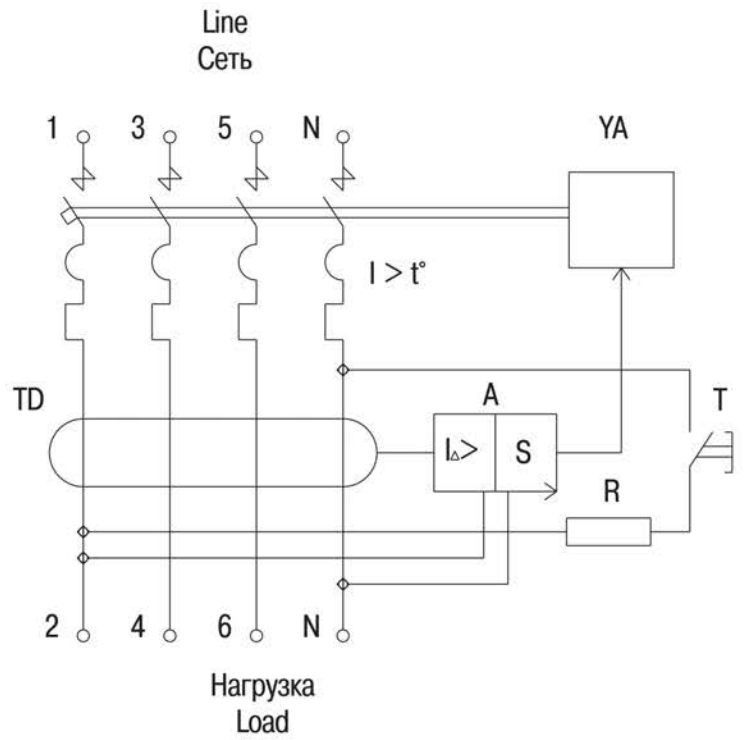 Line
Сеть
1 3 5 N YA
I > t°
TD A T
I△> S
R
2 4 6 N
Нагрузка
Load